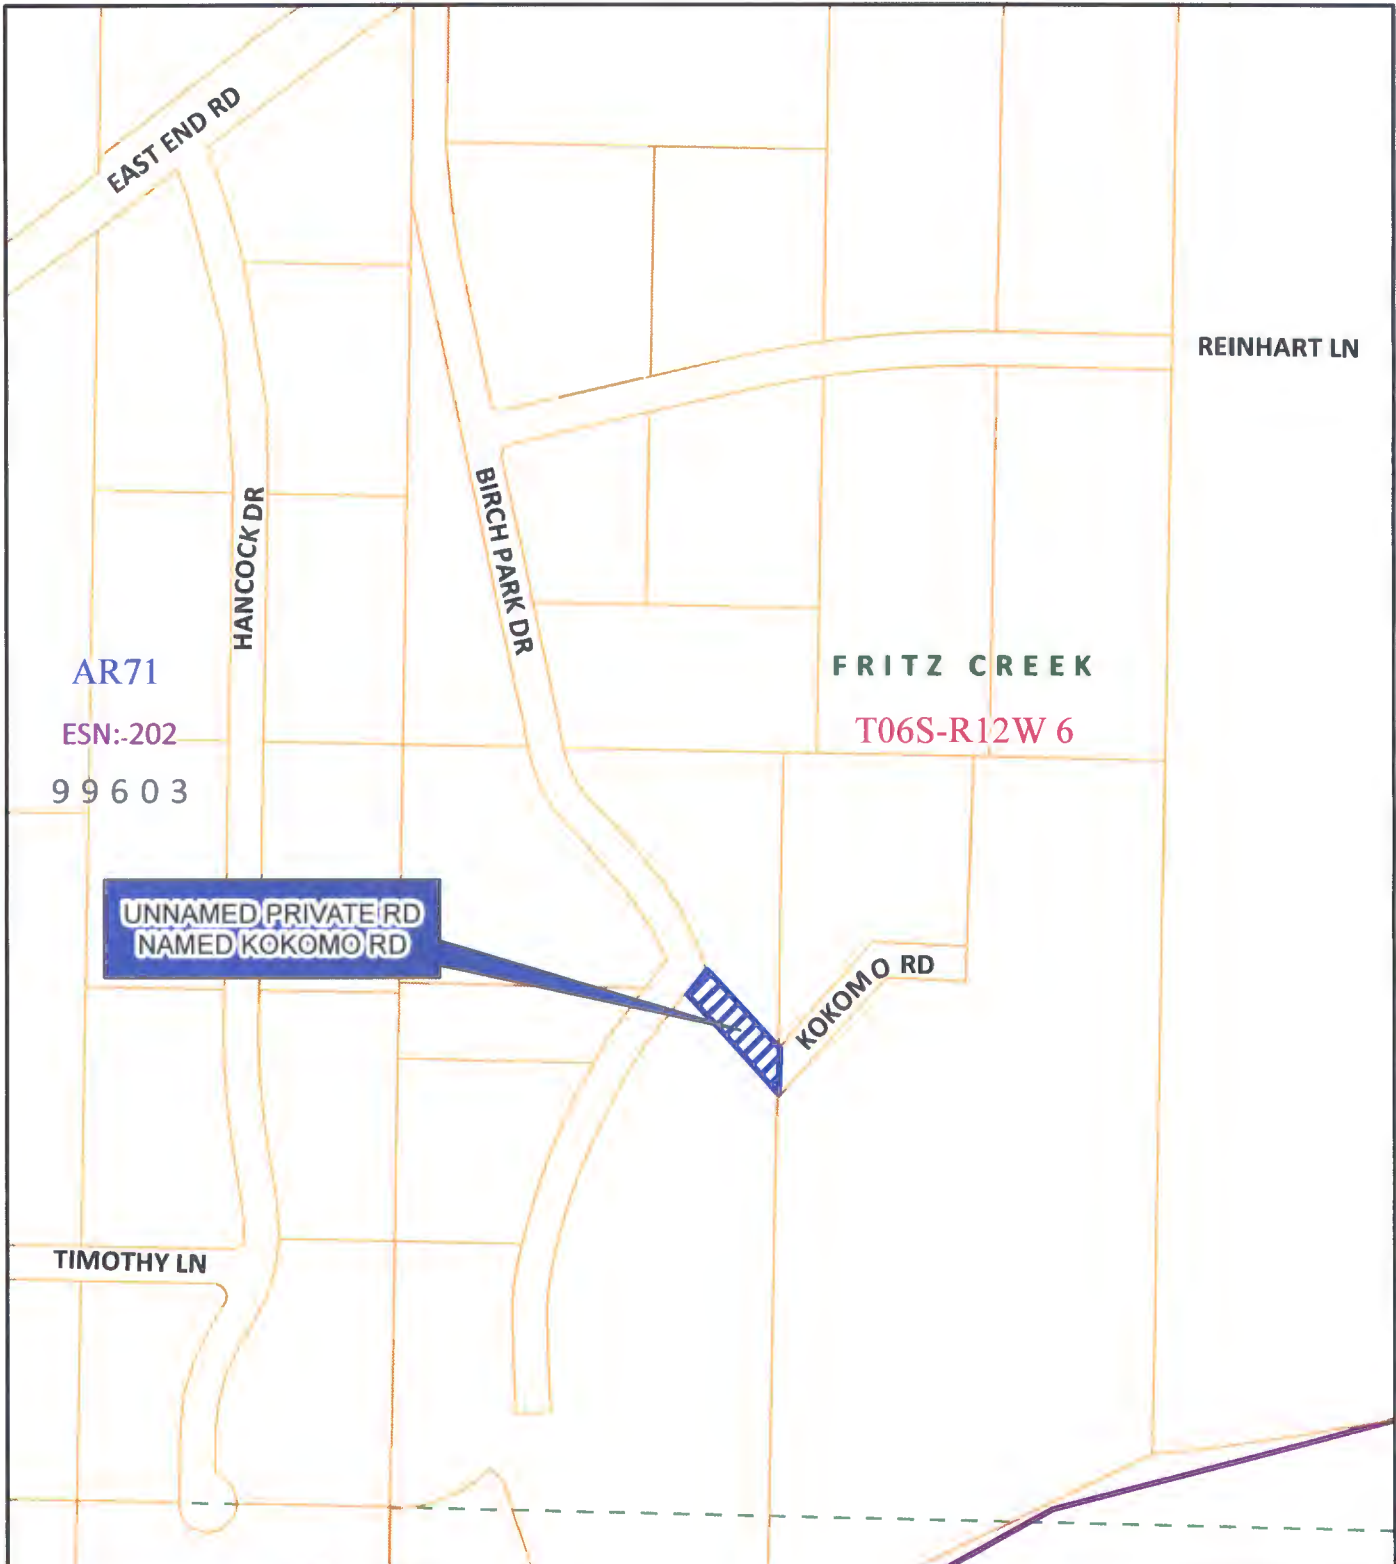 EAST END RD
REINHART LN
HANCOCK DR
BIRCH PARK DR
AR71
FRITZ CREEK
ESN: 202
T06S-R12W 6
99603
UNNAMED PRIVATE RD
NAMED KOKOMO RD
KOKOMO RD
TIMOTHY LN